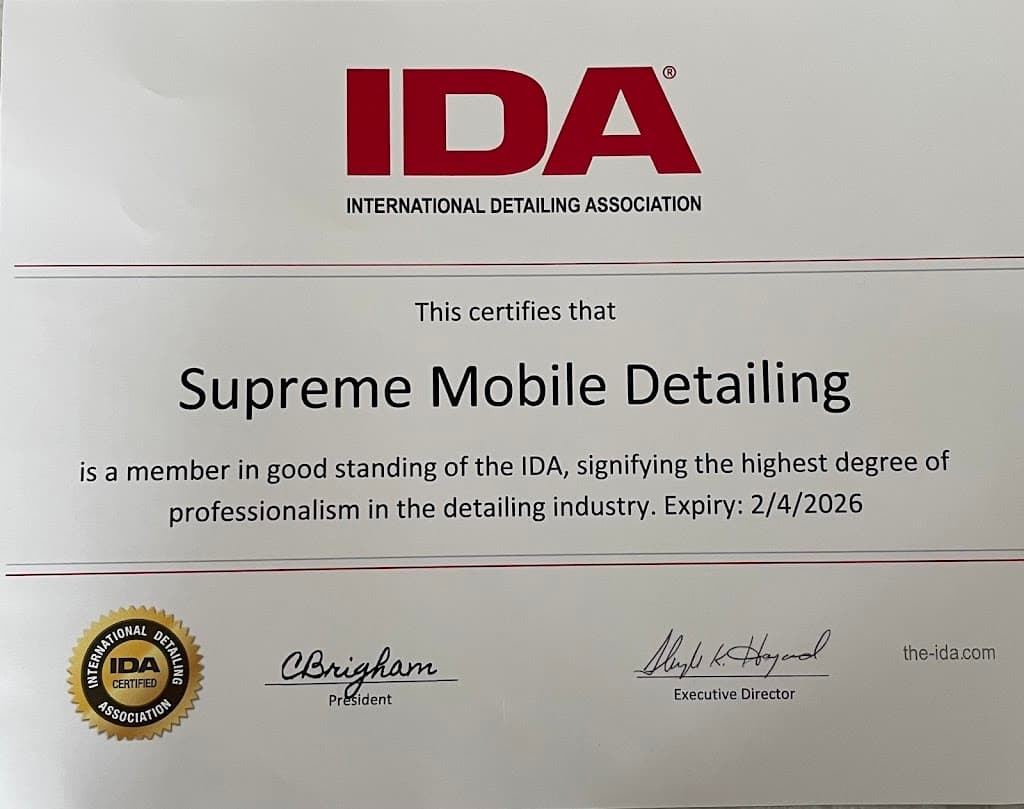 IDA®
INTERNATIONAL DETAILING ASSOCIATION
This certifies that
Supreme Mobile Detailing
is a member in good standing of the IDA, signifying the highest degree of
professionalism in the detailing industry. Expiry: 2/4/2026
INTERNATIONAL DETAILING
IDA
CERTIFIED
ASSOCIATION
CBrigham
President
Executive Director
the-ida.com